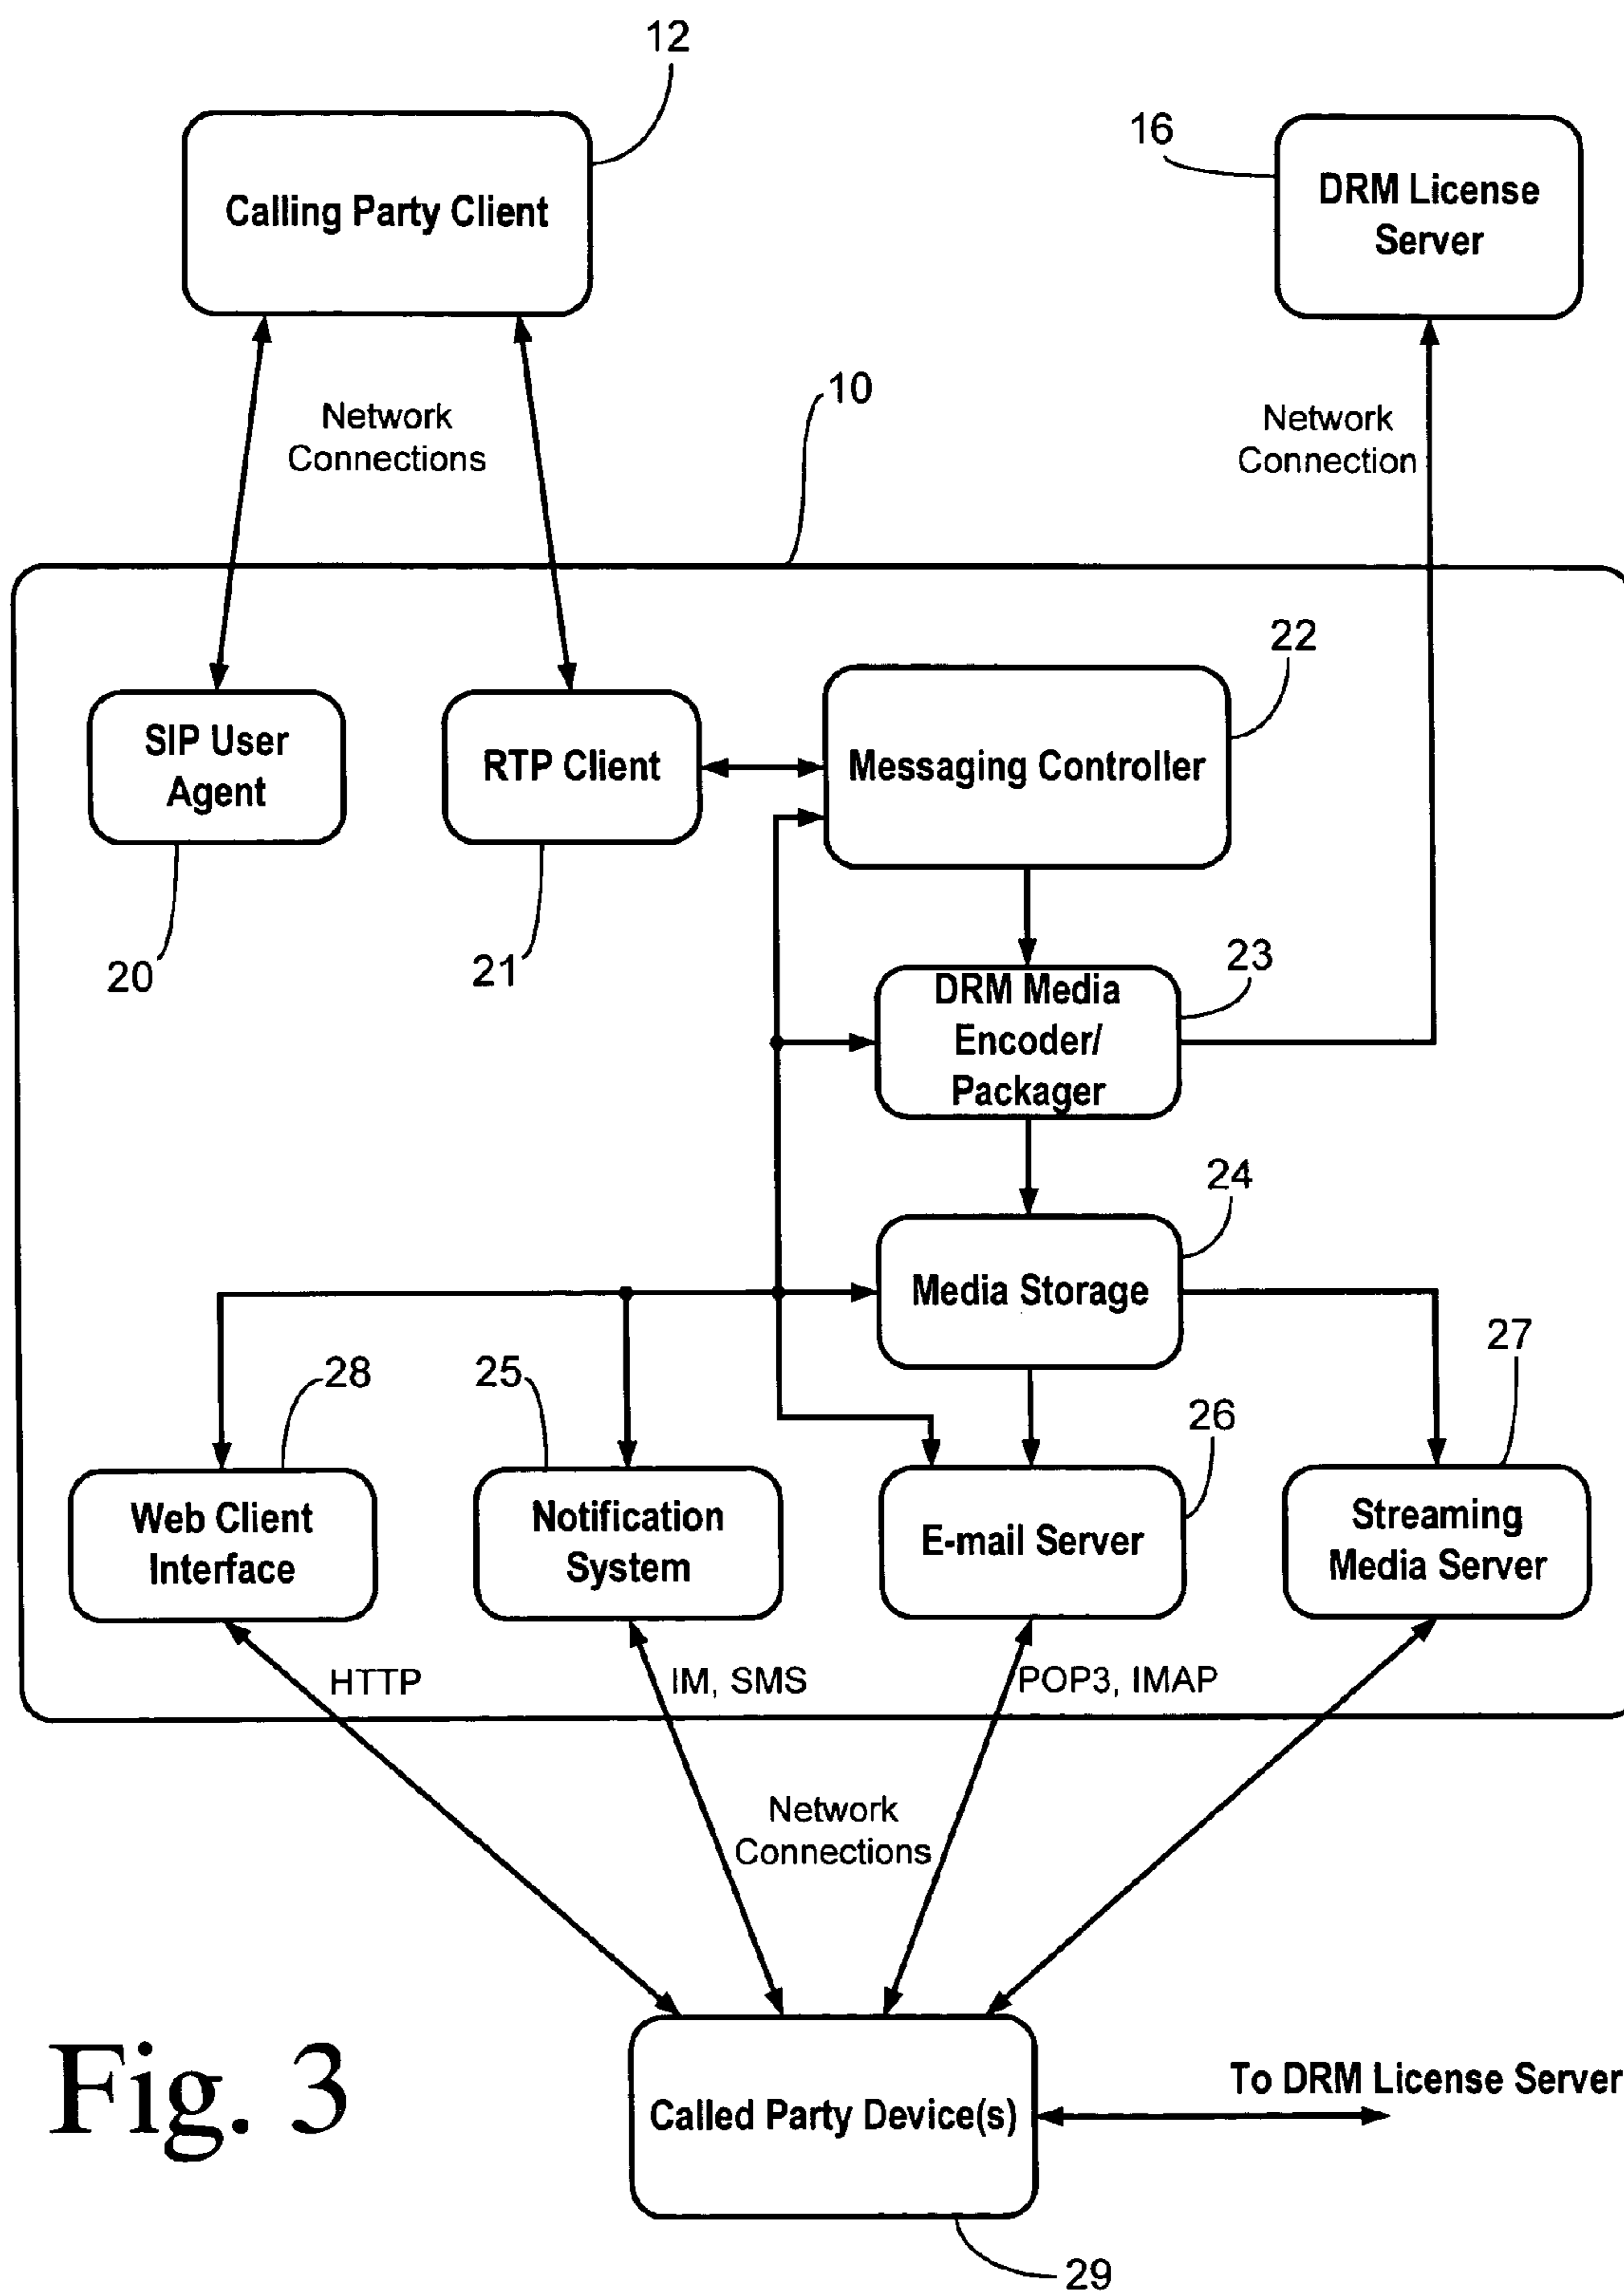 12
16
Calling Party Client
DRM License
Server
10
Network
Connections
Network
Connection
22
SIP User
Agent
RTP Client
Messaging Controller
20
21
23
DRM Media
Encoder/
Packager
24
Media Storage
28
25
26
27
Web Client
Interface
Notification
System
E-mail Server
Streaming
Media Server
HTTP
IM, SMS
POP3, IMAP
Network
Connections
Fig. 3
Called Party Device(s)
To DRM License Server
29